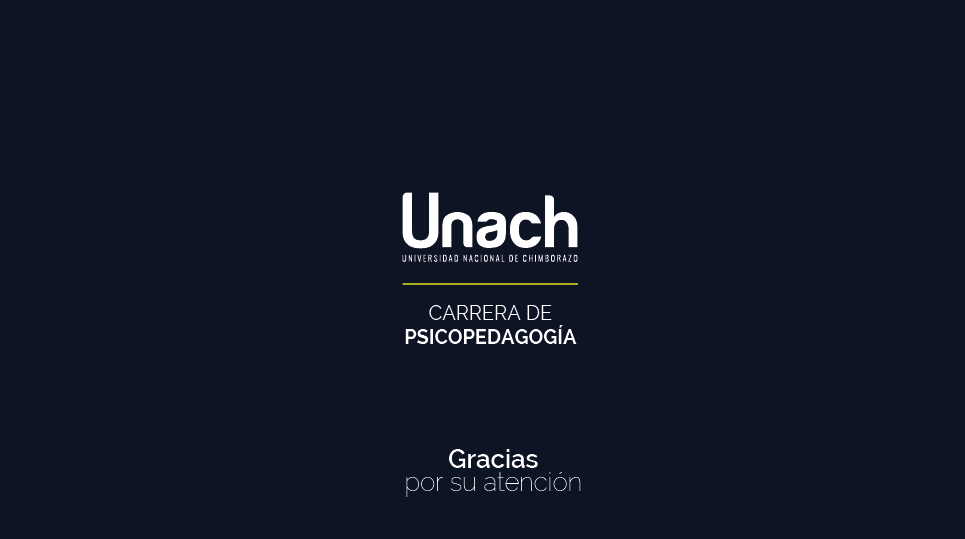 Unach
UNIVERSIDAD NACIONAL DE CHIMBORAZO
CARRERA DE
PSICOPEDAGOGÍA
Gracias
por su atención